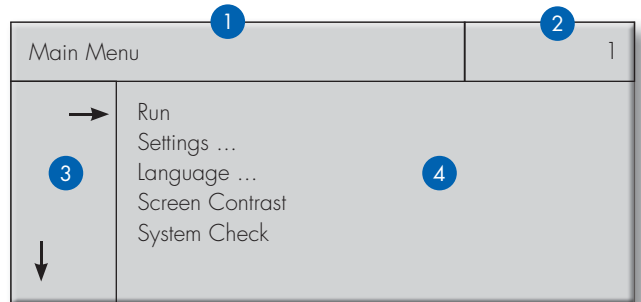 1
2
Main Menu
1
Run
Settings ...
3
Language ...
4
Screen Contrast
System Check